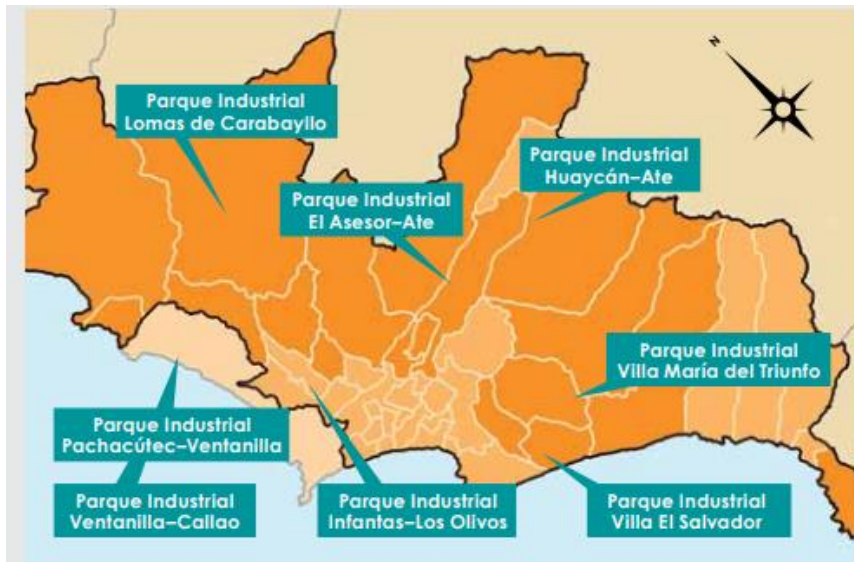 N
Parque Industrial
Lomas de Carabayllo
Parque Industrial
Huaycán–Ate
Parque Industrial
El Asesor–Ate
Parque Industrial
Villa María del Triunfo
Parque Industrial
Pachacútec–Ventanilla
Parque Industrial
Ventanilla–Callao
Parque Industrial
Infantas–Los Olivos
Parque Industrial
Villa El Salvador